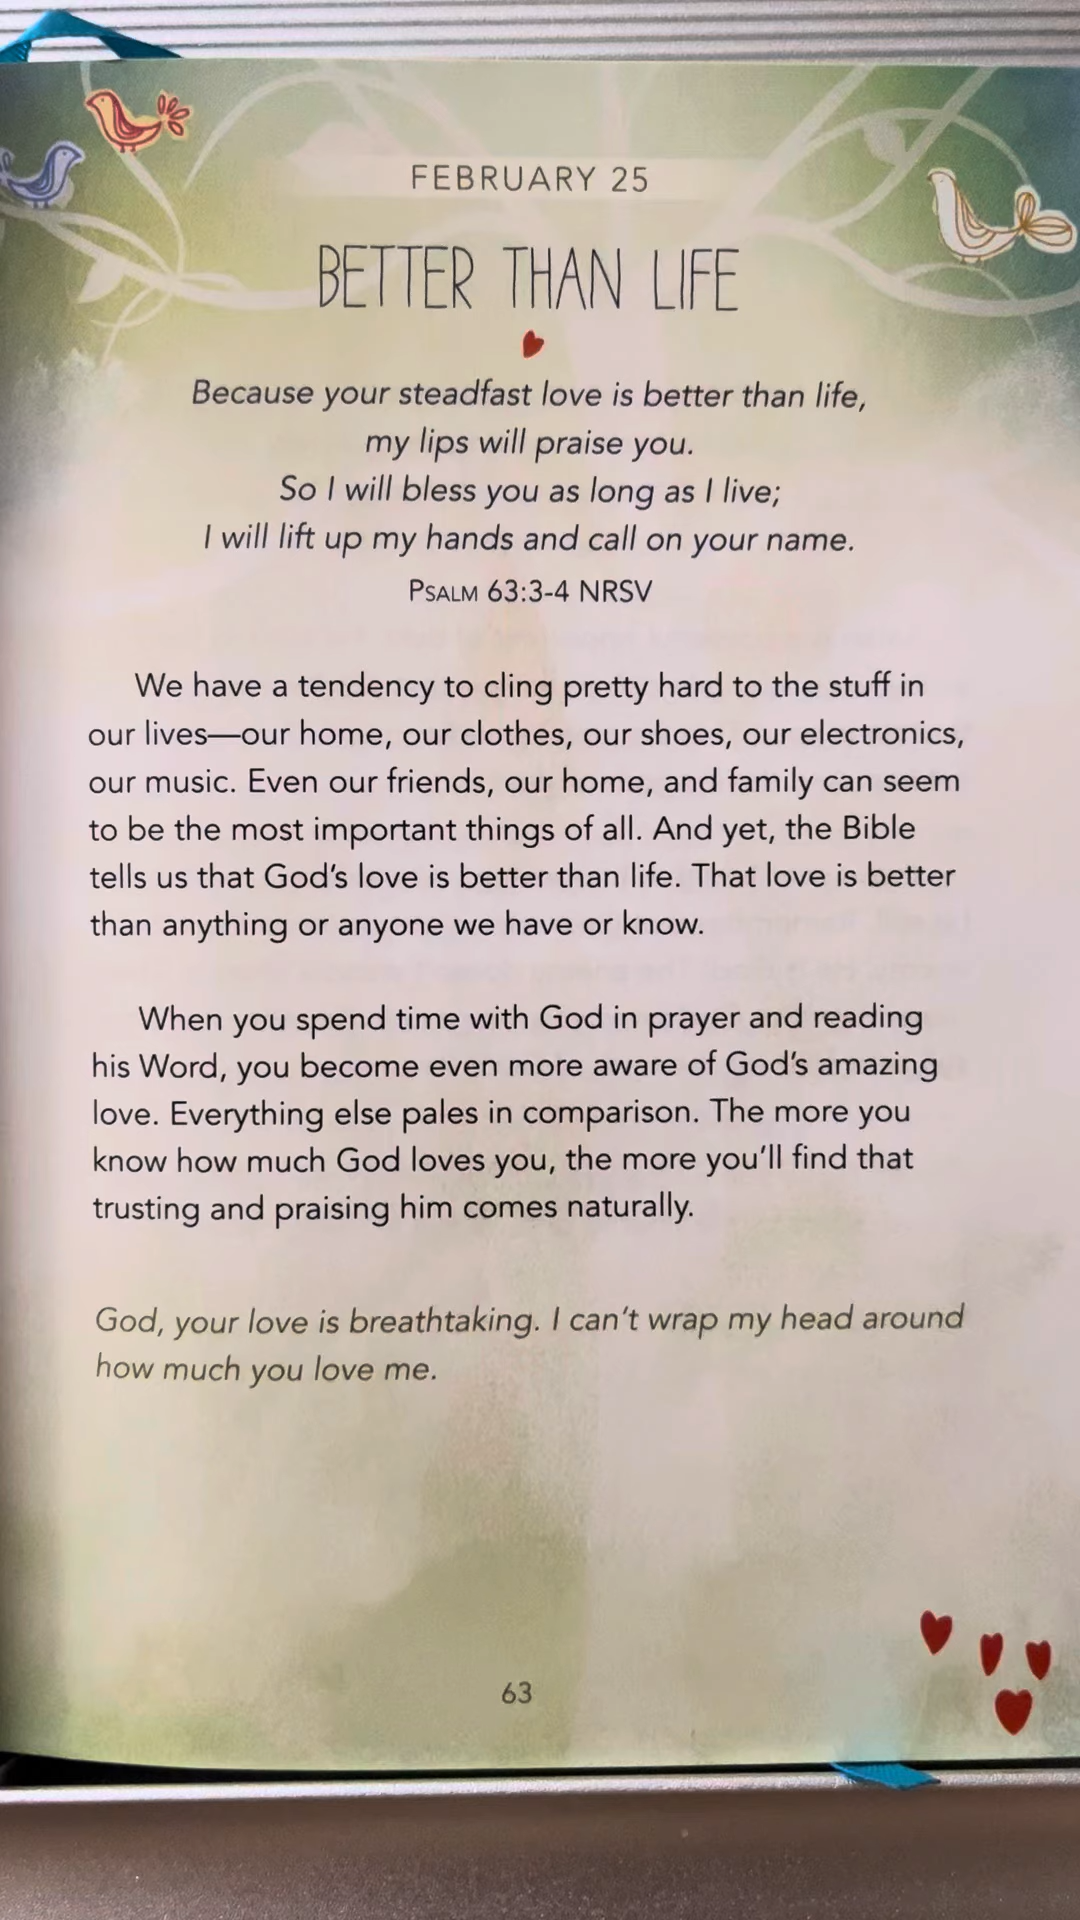 FEBRUARY 25
BETTER THAN LIFE
Because your steadfast love is better than life,
my lips will praise you.
So I will bless you as long as I live;
I will lift up my hands and call on your name.
PSALM 63:3-4 NRSV
We have a tendency to cling pretty hard to the stuff in
our lives—our home, our clothes, our shoes, our electronics,
our music. Even our friends, our home, and family can seem
to be the most important things of all. And yet, the Bible
tells us that God's love is better than life. That love is better
than anything or anyone we have or know.
When you spend time with God in prayer and reading
his Word, you become even more aware of God's amazing
love. Everything else pales in comparison. The more you
know how much God loves you, the more you'll find that
trusting and praising him comes naturally.
God, your love is breathtaking. I can't wrap my head around
how much you love me.
63